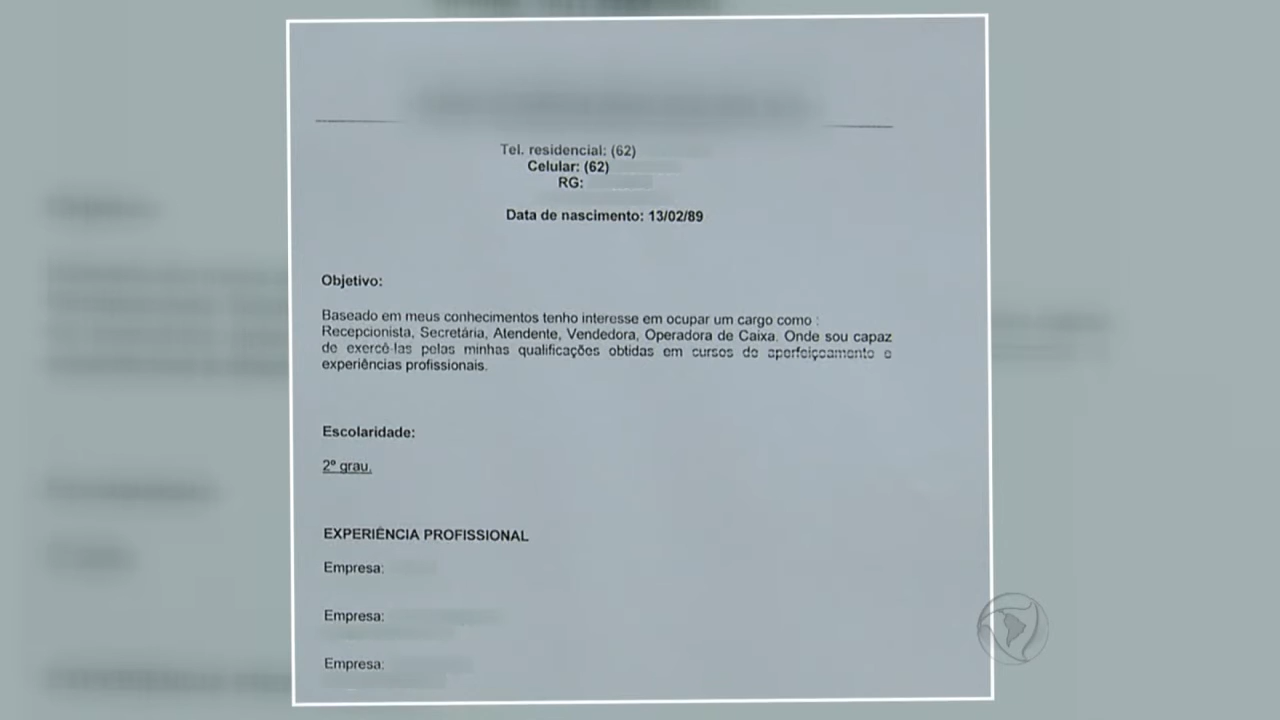 Tel. residencial: (62)
Celular: (62)
RG:
Data de nascimento: 13/02/89
Objetivo:
Baseado em meus conhecimentos tenho interesse em ocupar um cargo como :
Recepcionista, Secretária, Atendente, Vendedora, Operadora de Caixa. Onde sou capaz
de exercê-las pelas minhas qualificações obtidas em cursos de aperfeiçoamento e
experiências profissionais.
Escolaridade:
2º grau.
EXPERIÊNCIA PROFISSIONAL
Empresa:
Empresa:
Empresa: